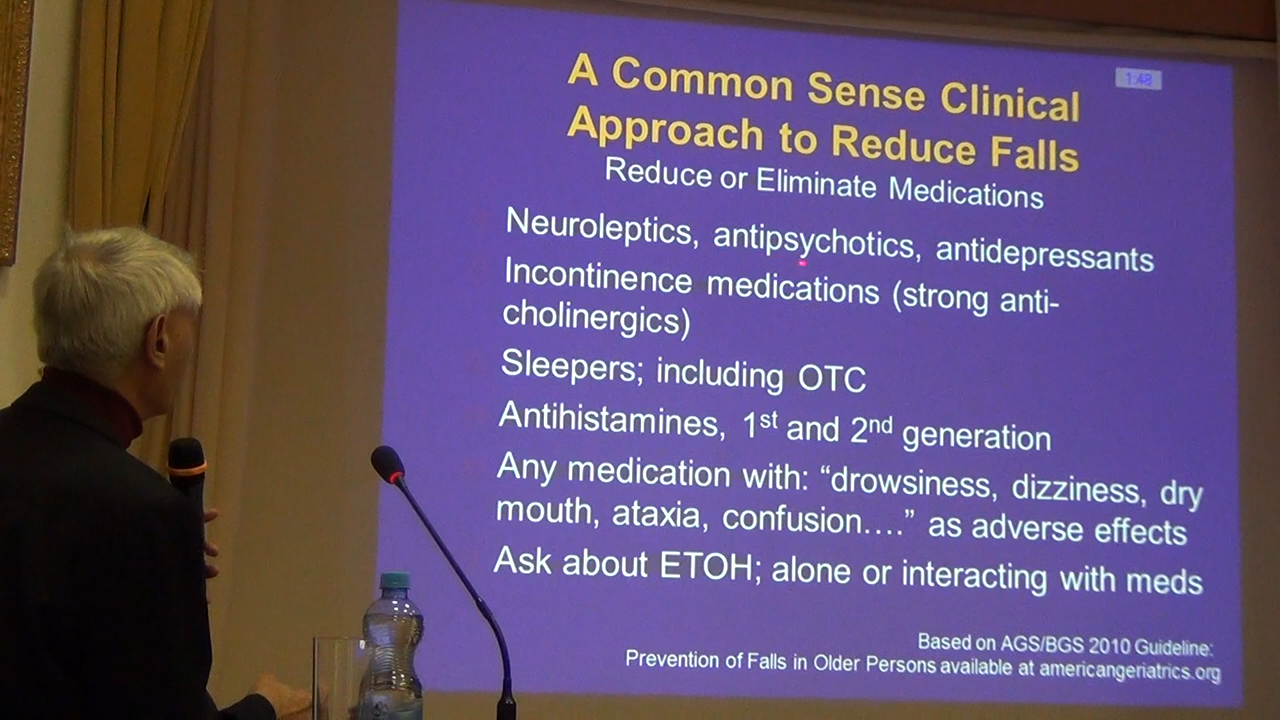 A Common Sense Clinical
Approach to Reduce Falls
1:48
Reduce or Eliminate Medications
Neuroleptics, antipsychotics, antidepressants
Incontinence medications (strong anti-
cholinergics)
Sleepers; including OTC
Antihistamines, 1st and 2nd generation
Any medication with: “drowsiness, dizziness, dry
mouth, ataxia, confusion….” as adverse effects
Ask about ETOH; alone or interacting with meds
Based on AGS/BGS 2010 Guideline:
Prevention of Falls in Older Persons available at americangeriatrics.org